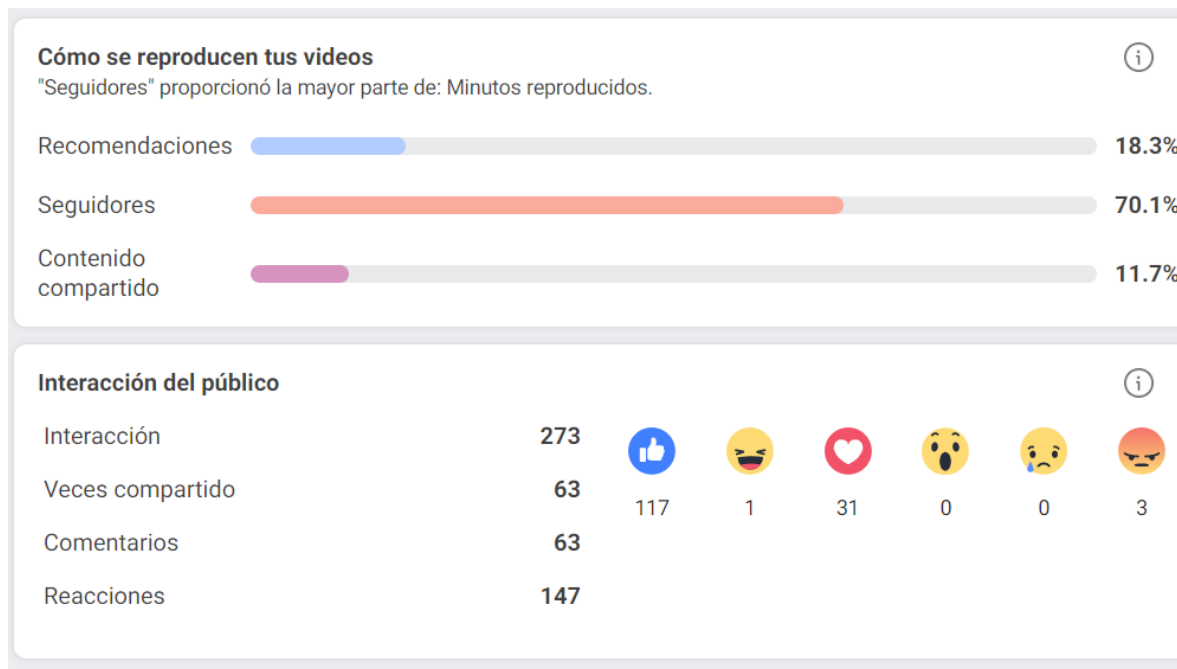 Cómo se reproducen tus videos
"Seguidores" proporcionó la mayor parte de: Minutos reproducidos.
Recomendaciones 18.3%
Seguidores 70.1%
Contenido
compartido 11.7%
Interacción del público
Interacción 273
Veces compartido 63
117 1 31 0 0 3
Comentarios 63
Reacciones 147